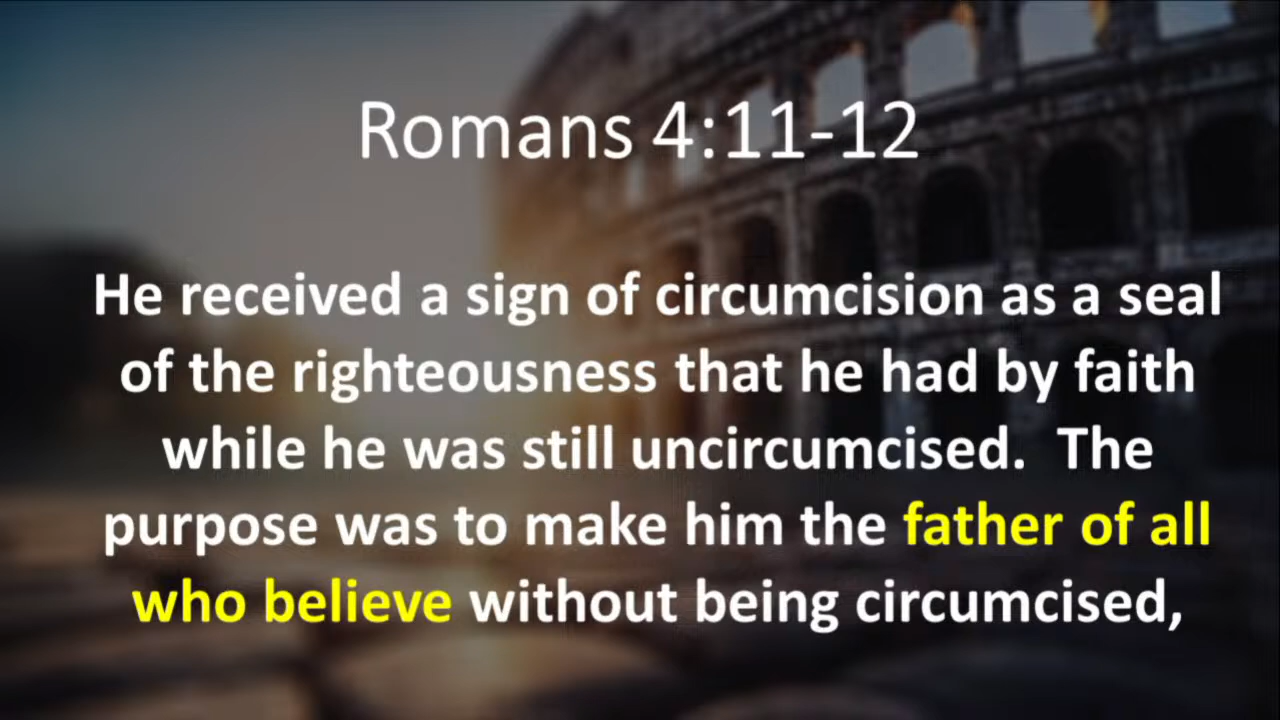 Romans 4:11-12
He received a sign of circumcision as a seal
of the righteousness that he had by faith
while he was still uncircumcised.  The
purpose was to make him the father of all
who believe without being circumcised,